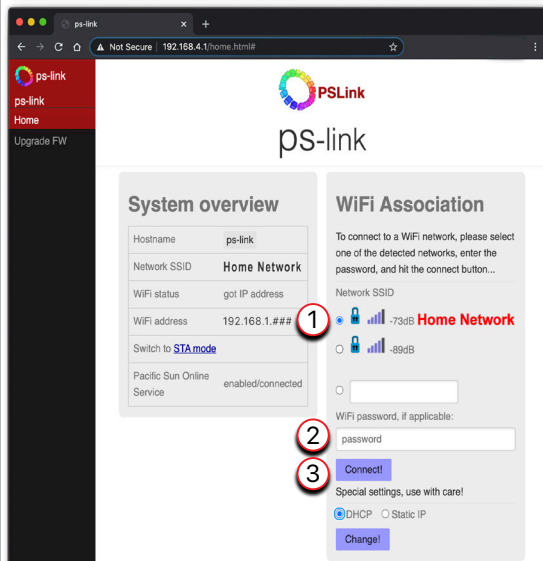 ps-link
Not Secure | 192.168.4.1/home.html#
ps-link
ps-link
Home
Upgrade FW
PSLink
ps-link
System overview
Hostname ps-link
Network SSID Home Network
WiFi status got IP address
WiFi address 192.168.1.###
Switch to STA mode
Pacific Sun Online
Service enabled/connected
WiFi Association
To connect to a WiFi network, please select
one of the detected networks, enter the
password, and hit the connect button...
Network SSID
1 -73dB Home Network
-89dB
WiFi password, if applicable:
2 password
3 Connect!
Special settings, use with care!
DHCP Static IP
Change!